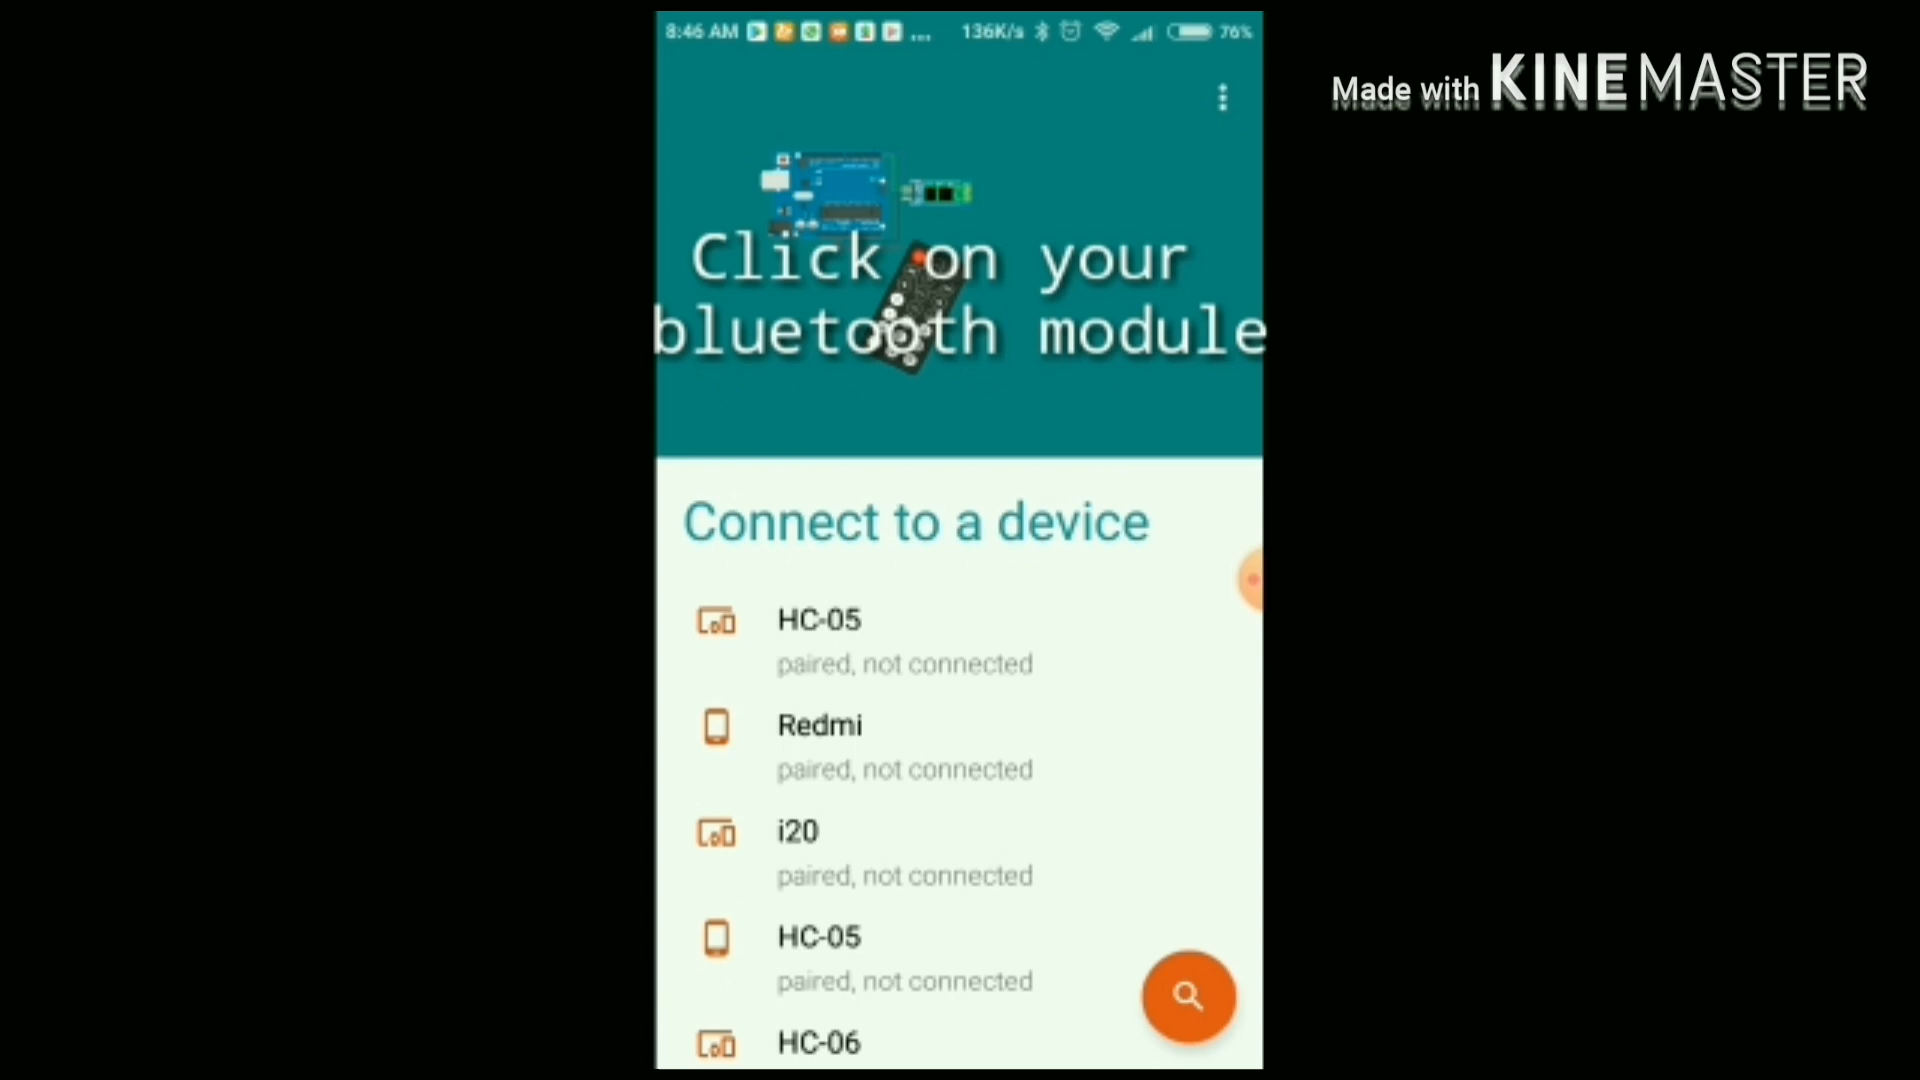 8:46 AM ... 136K/s 76%
Made with KINEMASTER
Click on your
bluetooth module
Connect to a device
HC-05
paired, not connected
Redmi
paired, not connected
i20
paired, not connected
HC-05
paired, not connected
HC-06